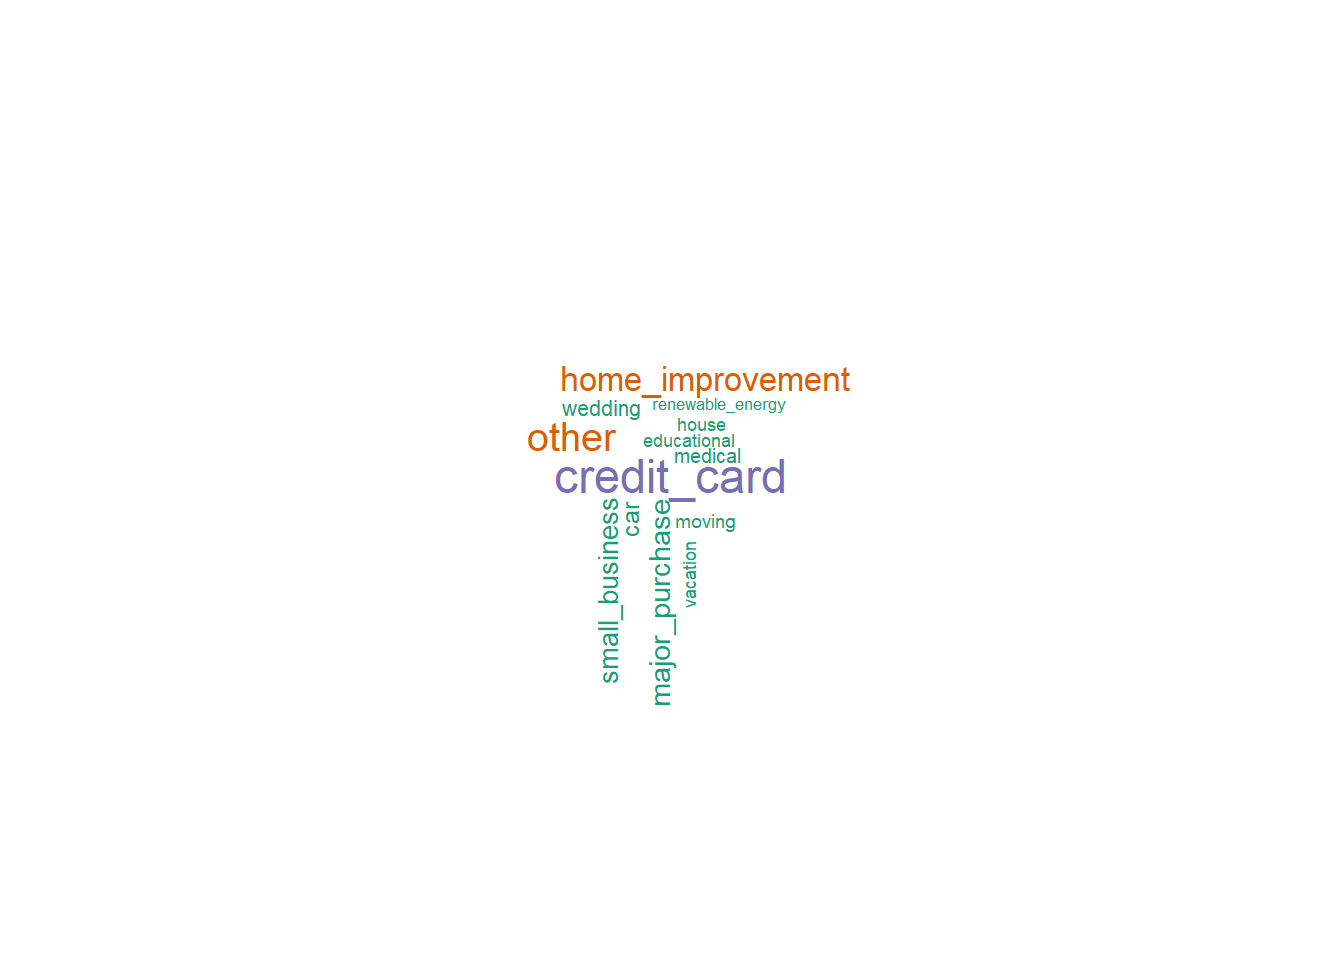 home_improvement
wedding
renewable_energy
house
other
educational
medical
credit_card
small_business
car
major_purchase
moving
vacation